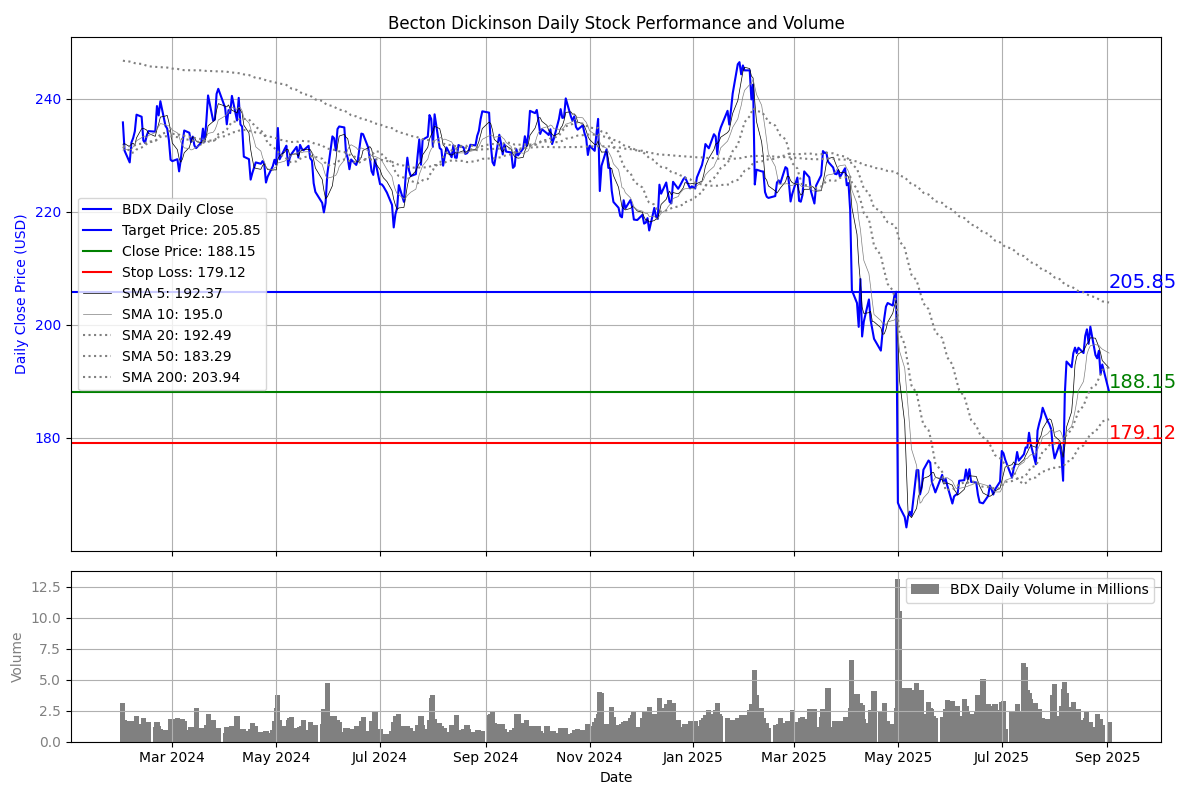 Becton Dickinson Daily Stock Performance and Volume
Daily Close Price (USD)
240
220
200
180
BDX Daily Close
Target Price: 205.85
Close Price: 188.15
Stop Loss: 179.12
SMA 5: 192.37
SMA 10: 195.0
SMA 20: 192.49
SMA 50: 183.29
SMA 200: 203.94
205.85
188.15
179.12
Volume
12.5
10.0
7.5
5.0
2.5
0.0
BDX Daily Volume in Millions
Mar 2024 May 2024 Jul 2024 Sep 2024 Nov 2024 Jan 2025 Mar 2025 May 2025 Jul 2025 Sep 2025
Date